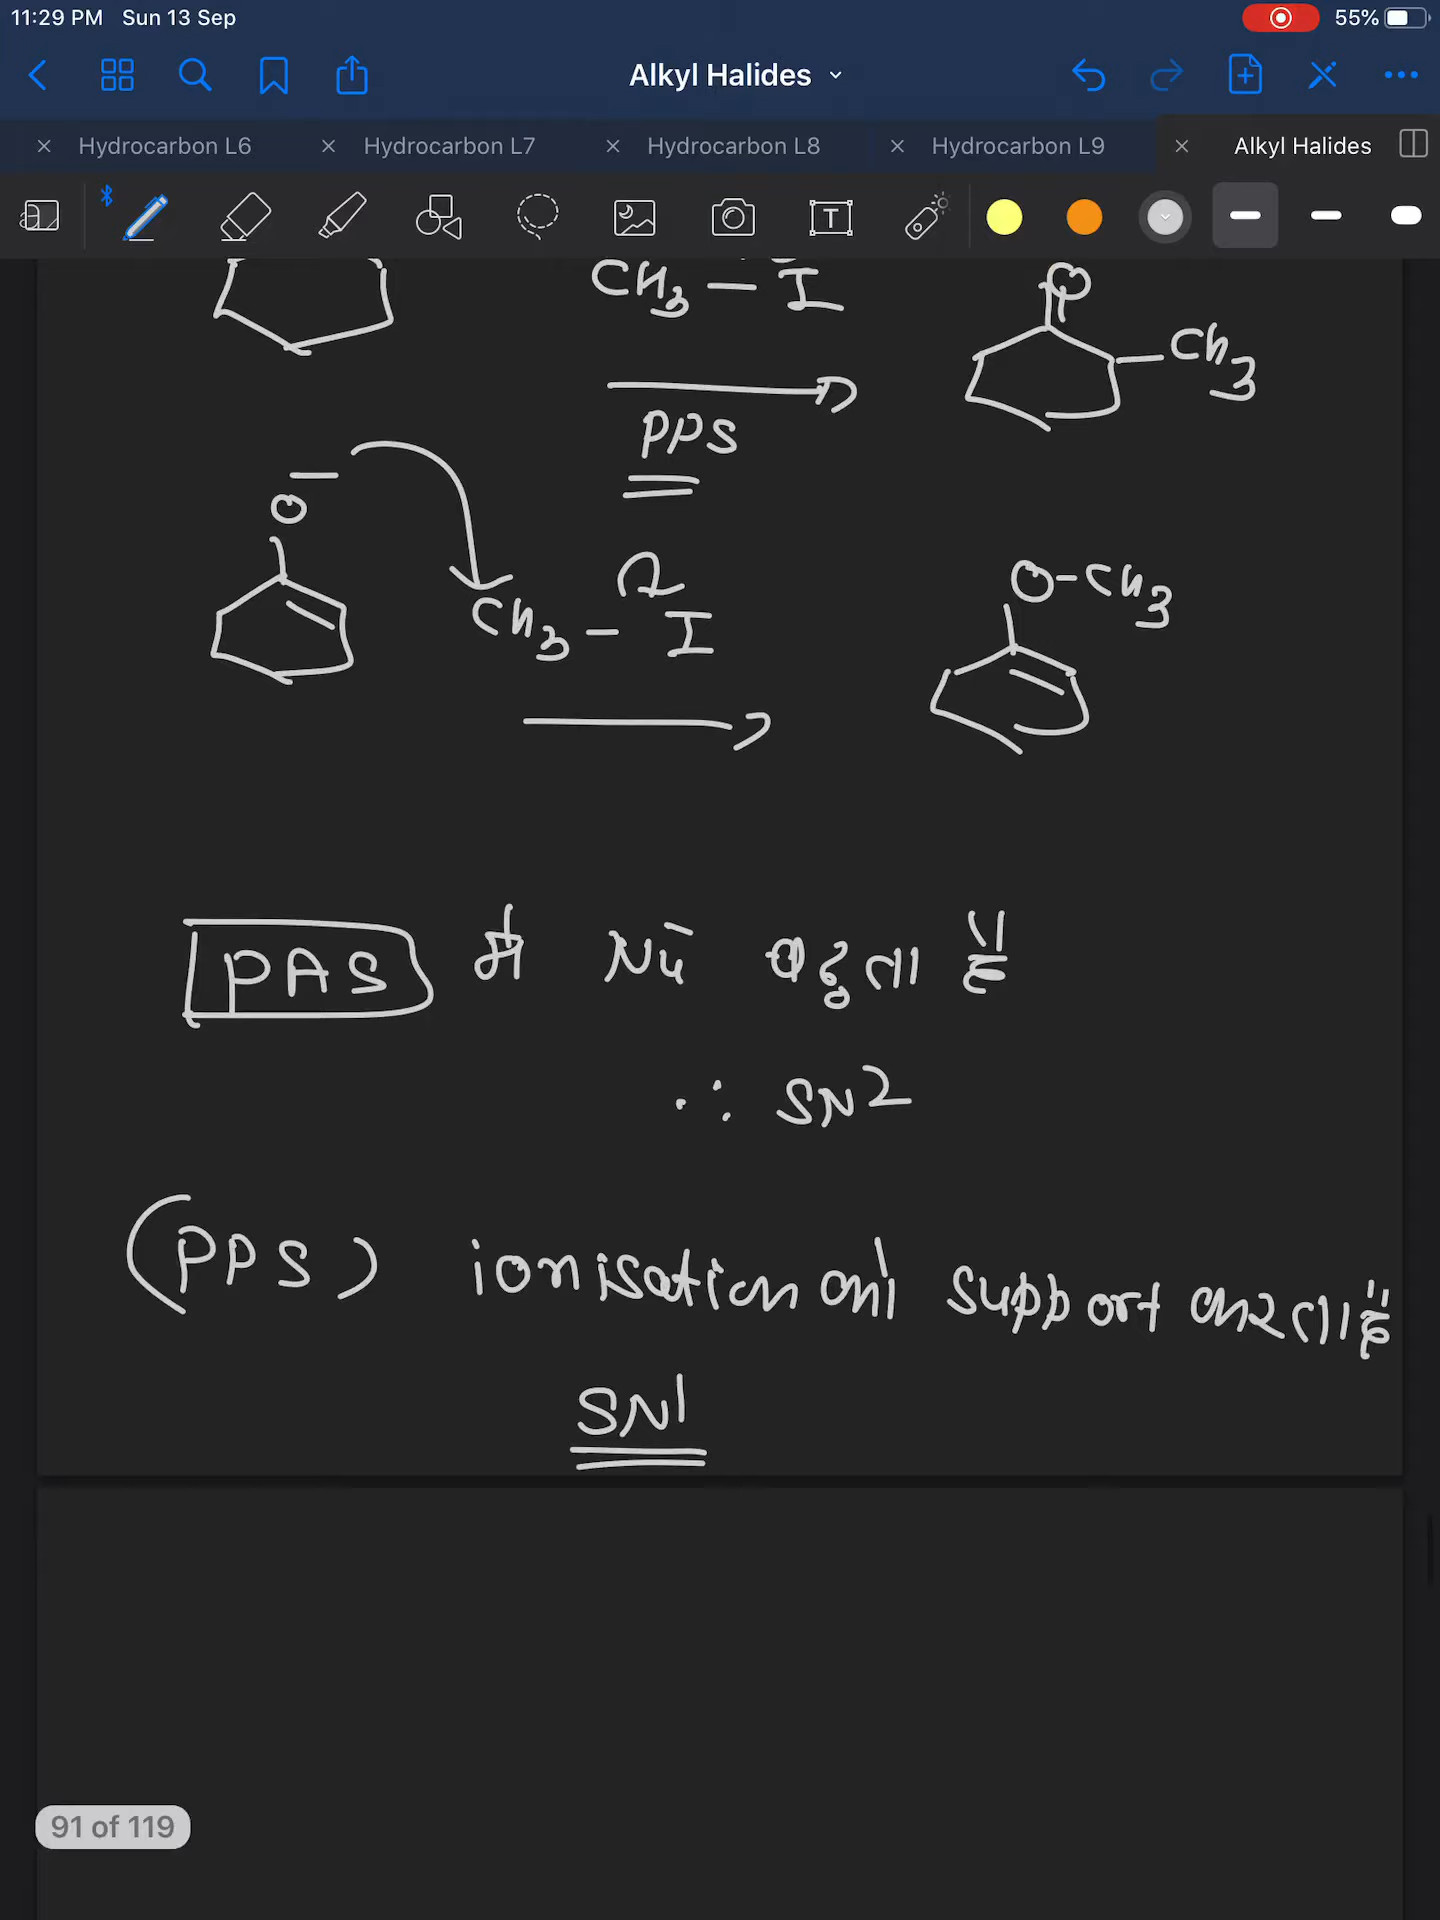 11:29 PM Sun 13 Sep 55%
Alkyl Halides
Hydrocarbon L6 Hydrocarbon L7 Hydrocarbon L8 Hydrocarbon L9 Alkyl Halides
T
CH3 — I
O
CH3
PPS
O
CH3 — I
O-CH3
PAS में Nu बढ़ता है
∴ SN2
(PPS) ionisation को support करता है
SN1
91 of 119